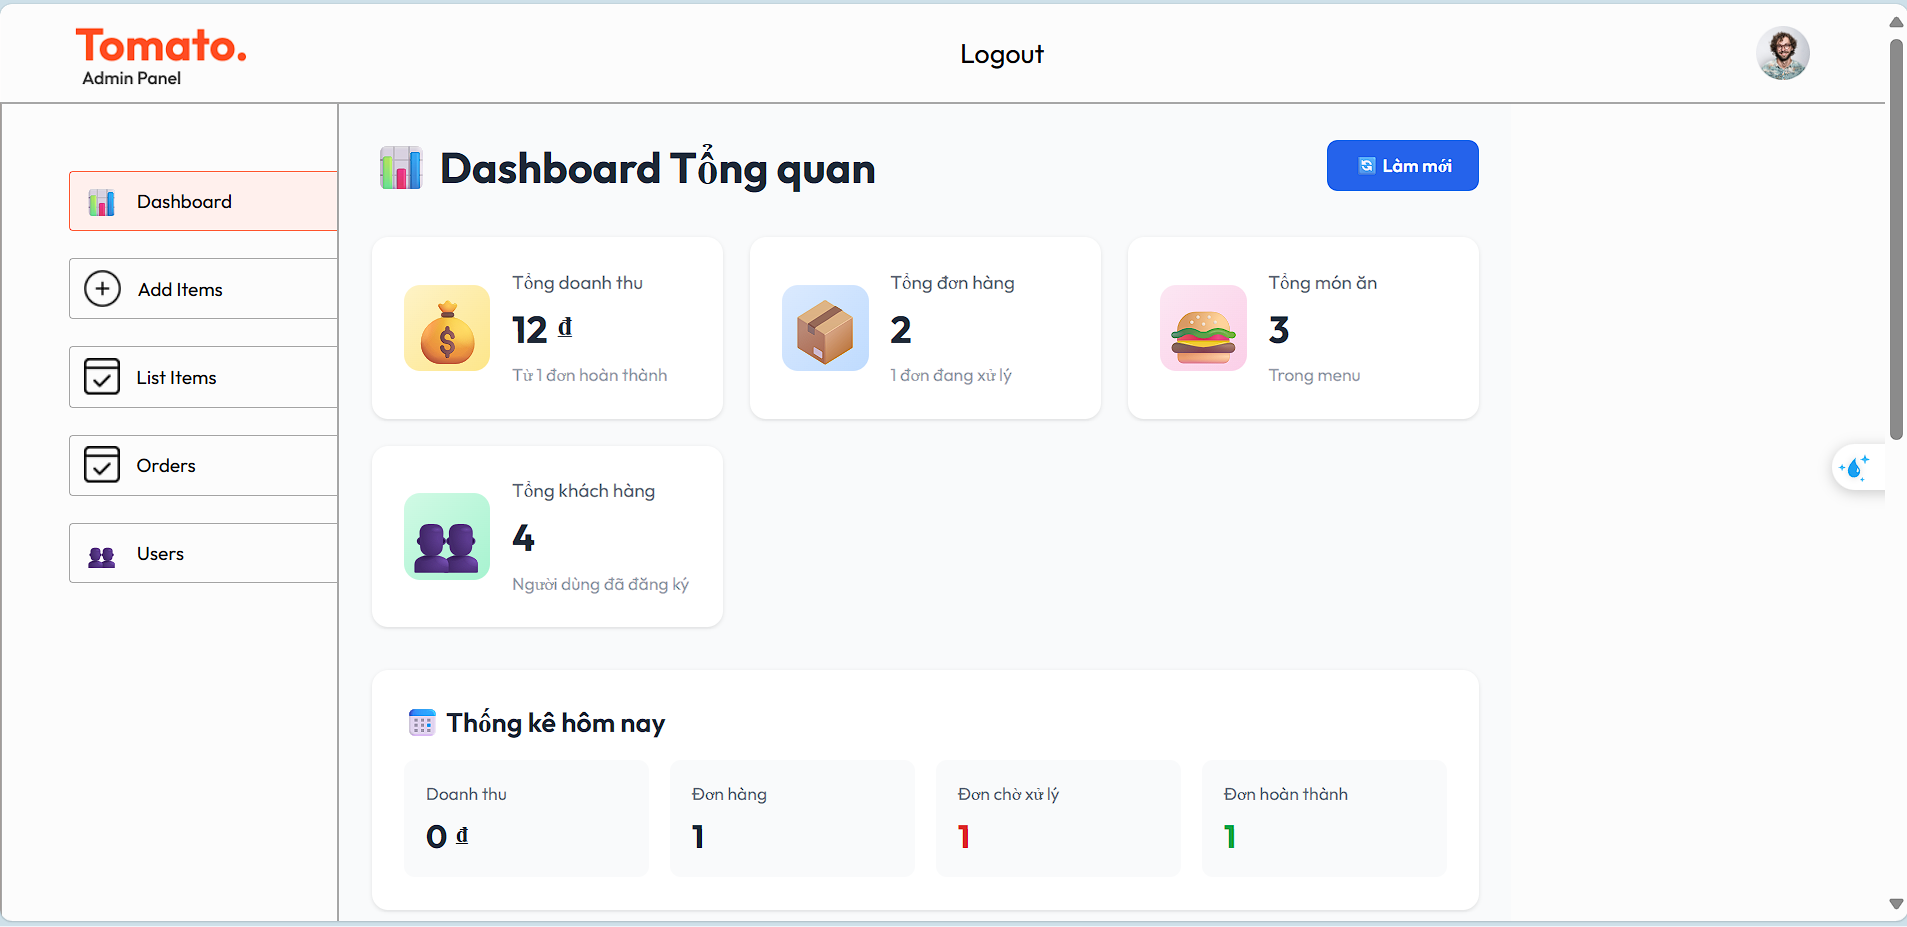 Tomato.
Admin Panel
Logout
Dashboard
Add Items
List Items
Orders
Users
Dashboard Tổng quan
Làm mới
Tổng doanh thu
12 ₫
Từ 1 đơn hoàn thành
Tổng đơn hàng
2
1 đơn đang xử lý
Tổng món ăn
3
Trong menu
Tổng khách hàng
4
Người dùng đã đăng ký
Thống kê hôm nay
Doanh thu
0 ₫
Đơn hàng
1
Đơn chờ xử lý
1
Đơn hoàn thành
1